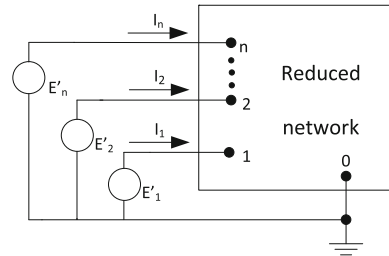 Iₙ
n
E'ₙ
Reduced
I₂
2
E'₂
network
I₁
1
E'₁
0